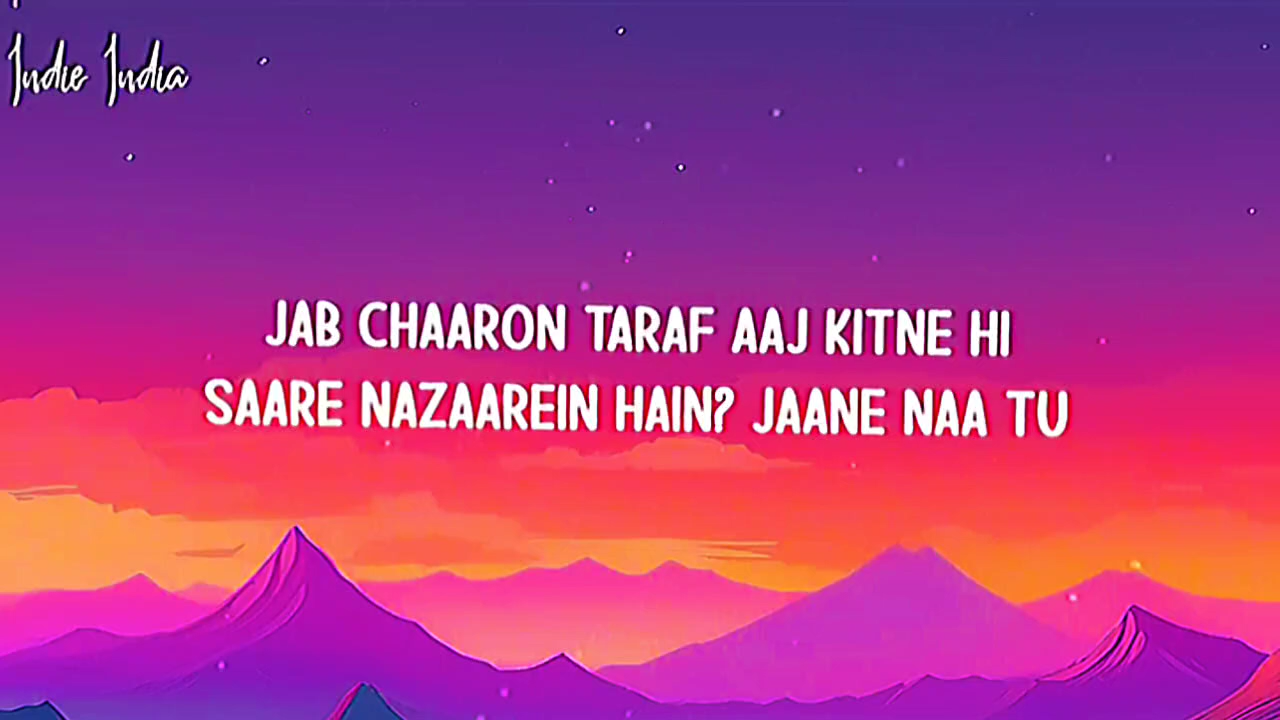 Indie India
JAB CHAARON TARAF AAJ KITNE HI
SAARE NAZAAREIN HAIN? JAANE NAA TU